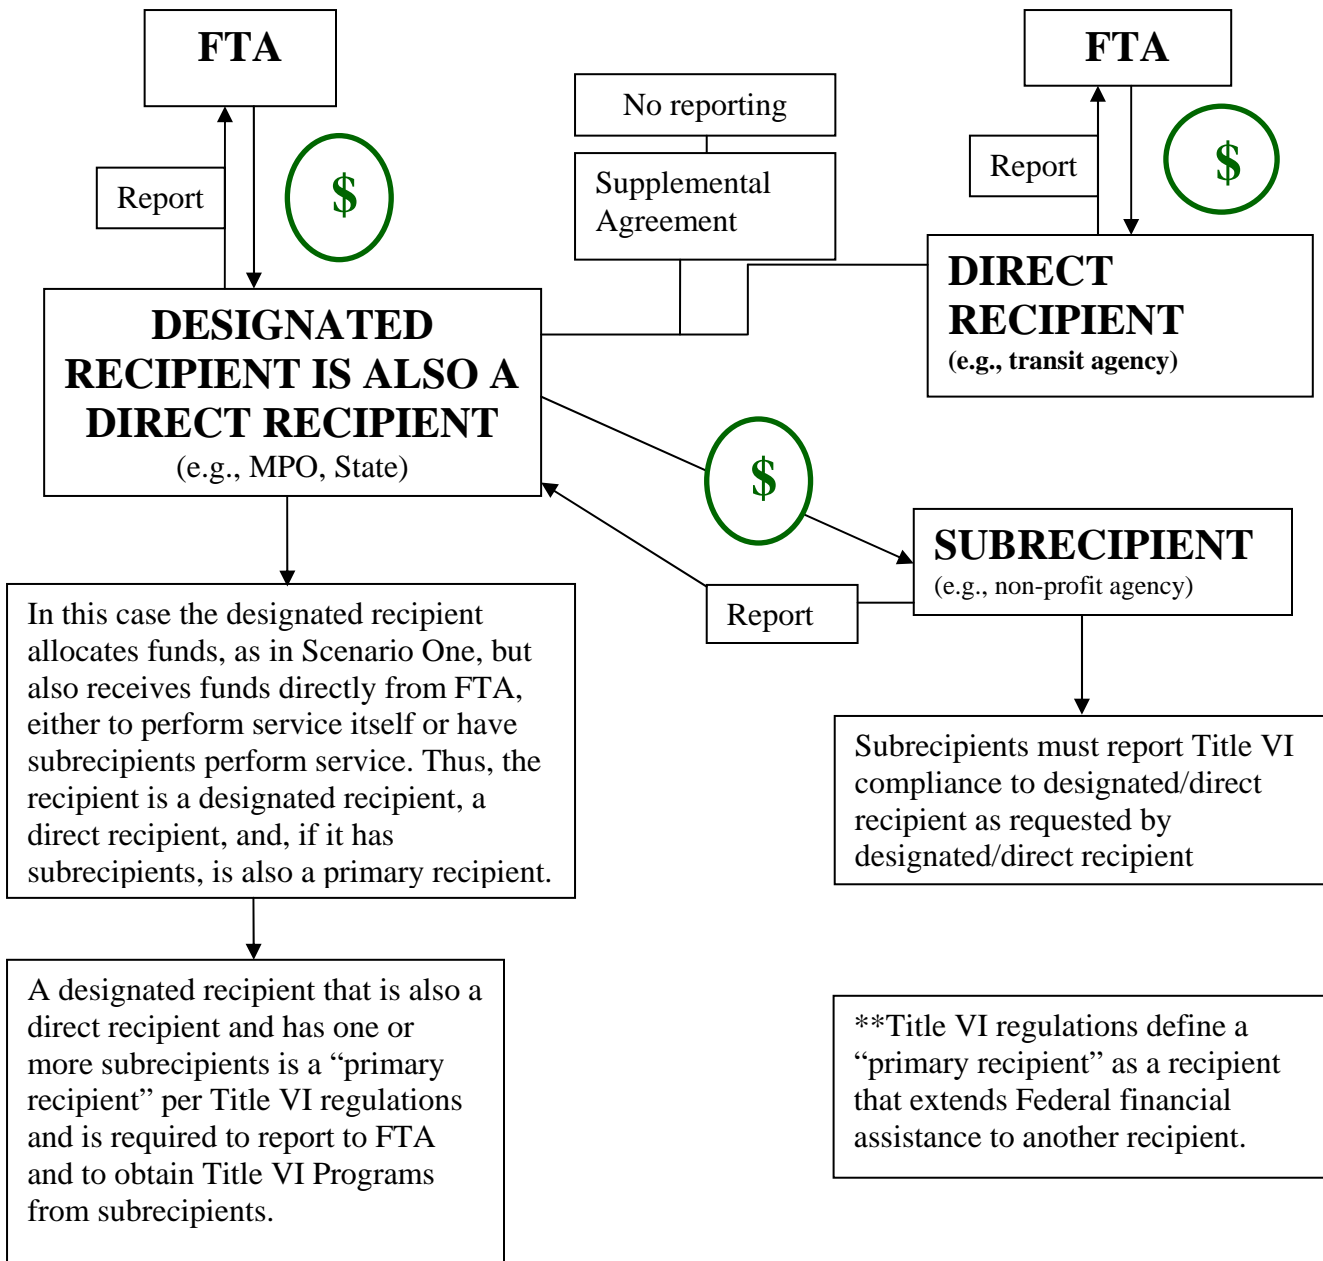 FTA
FTA
No reporting
Report
$
Supplemental
Agreement
Report
$
DESIGNATED
RECIPIENT IS ALSO A
DIRECT RECIPIENT
(e.g., MPO, State)
DIRECT
RECIPIENT
(e.g., transit agency)
$
SUBRECIPIENT
(e.g., non-profit agency)
Report
In this case the designated recipient
allocates funds, as in Scenario One, but
also receives funds directly from FTA,
either to perform service itself or have
subrecipients perform service. Thus, the
recipient is a designated recipient, a
direct recipient, and, if it has
subrecipients, is also a primary recipient.
Subrecipients must report Title VI
compliance to designated/direct
recipient as requested by
designated/direct recipient
A designated recipient that is also a
direct recipient and has one or
more subrecipients is a “primary
recipient” per Title VI regulations
and is required to report to FTA
and to obtain Title VI Programs
from subrecipients.
**Title VI regulations define a
“primary recipient” as a recipient
that extends Federal financial
assistance to another recipient.